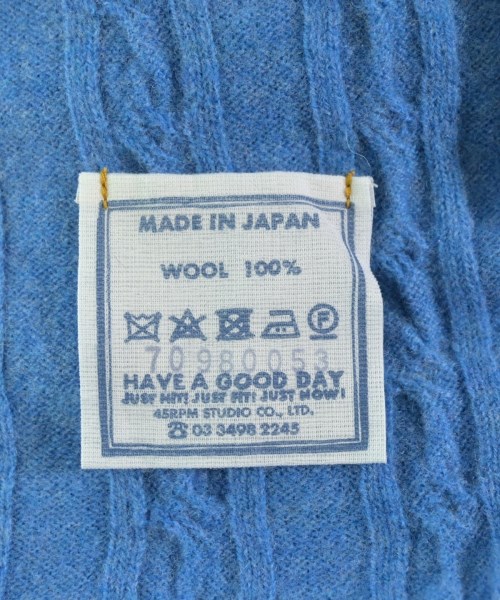 MADE IN JAPAN
WOOL 100%
F
70980053
HAVE A GOOD DAY
JUST HIT! JUST FIT! JUST NOW!
45RPM STUDIO CO., LTD.
☎ 03 3498 2245